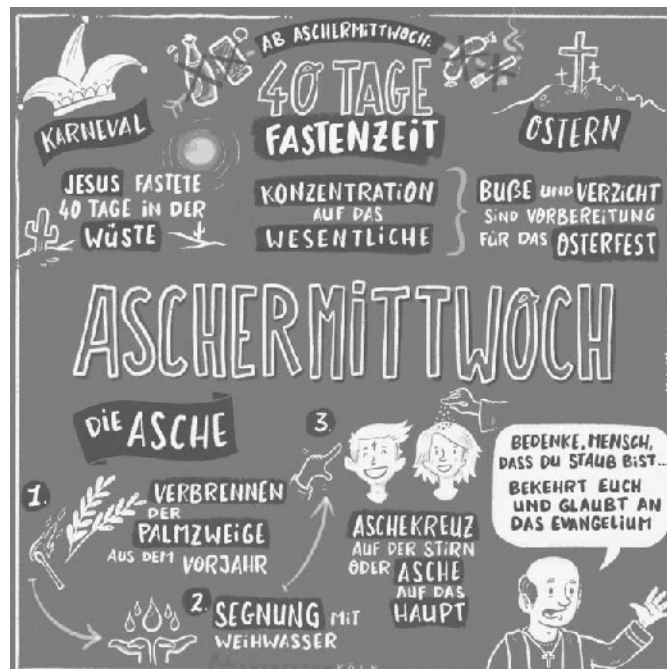 AB ASCHERMITTWOCH:
40 TAGE
FASTENZEIT
KARNEVAL
OSTERN
JESUS FASTETE
40 TAGE IN DER
WÜSTE
KONZENTRATION
AUF DAS
WESENTLICHE
BUßE UND VERZICHT
SIND VORBEREITUNG
FÜR DAS OSTERFEST
ASCHERMITTWOCH
DIE ASCHE
1.
VERBRENNEN
DER
PALMZWEIGE
AUS DEM VORJAHR
2. SEGNUNG MIT
WEIHWASSER
3.
ASCHEKREUZ
AUF DER STIRN
ODER ASCHE
AUF DAS
HAUPT
BEDENKE, MENSCH,
DASS DU STAUB BIST...
BEKEHRT EUCH
UND GLAUBT AN
DAS EVANGELIUM
KÖLN